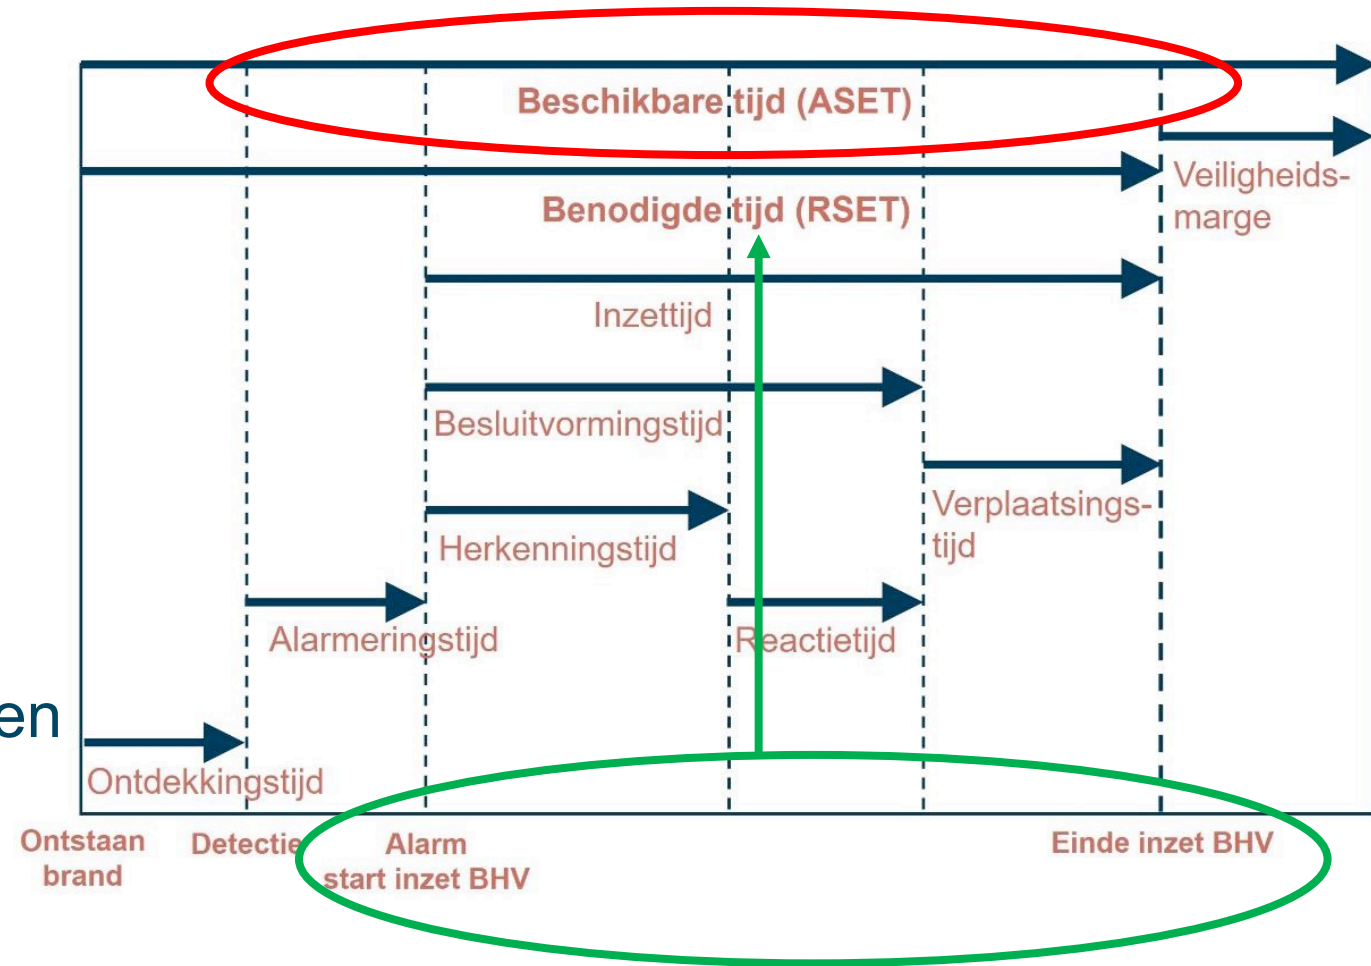 Beschikbare tijd (ASET)
Veiligheids-
marge
Benodigde tijd (RSET)
Inzettijd
Besluitvormingstijd
Verplaatsings-
tijd
Herkenningstijd
Alarmeringstijd
Reactietijd
en
Ontdekkingstijd
Ontstaan
brand
Detectie
Alarm
start inzet BHV
Einde inzet BHV